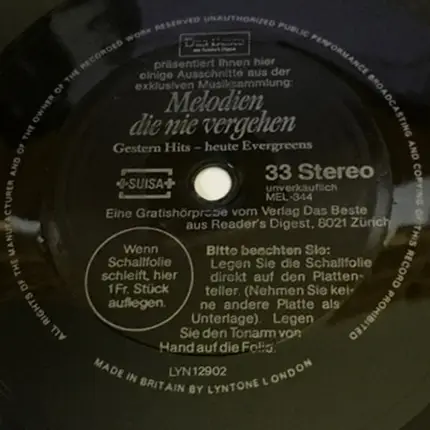 ALL RIGHTS OF THE MANUFACTURER AND OF THE OWNER OF THE RECORDED WORK RESERVED UNAUTHORIZED PUBLIC PERFORMANCE BROADCASTING AND COPYING OF THIS RECORD PROHIBITED
Das Beste
präsentiert Ihnen hier
einige Ausschnitte aus der
exklusiven Musiksammlung:
Melodien
die nie vergehen
Gestern Hits – heute Evergreens
SUISA
33 Stereo
unverkäuflich
MEL-344
Eine Gratishörprobe vom Verlag Das Beste
aus Reader's Digest, 8021 Zürich
Wenn
Schallfolie
schleift, hier
1Fr. Stück
auflegen.
Bitte beachten Sie:
Legen Sie die Schallfolie
direkt auf den Platten-
teller (Nehmen Sie kei-
ne andere Platte als
Unterlage). Legen
Sie den Tonarm von
Hand auf die Folie.
LYN 12902
MADE IN BRITAIN BY LYNTONE LONDON